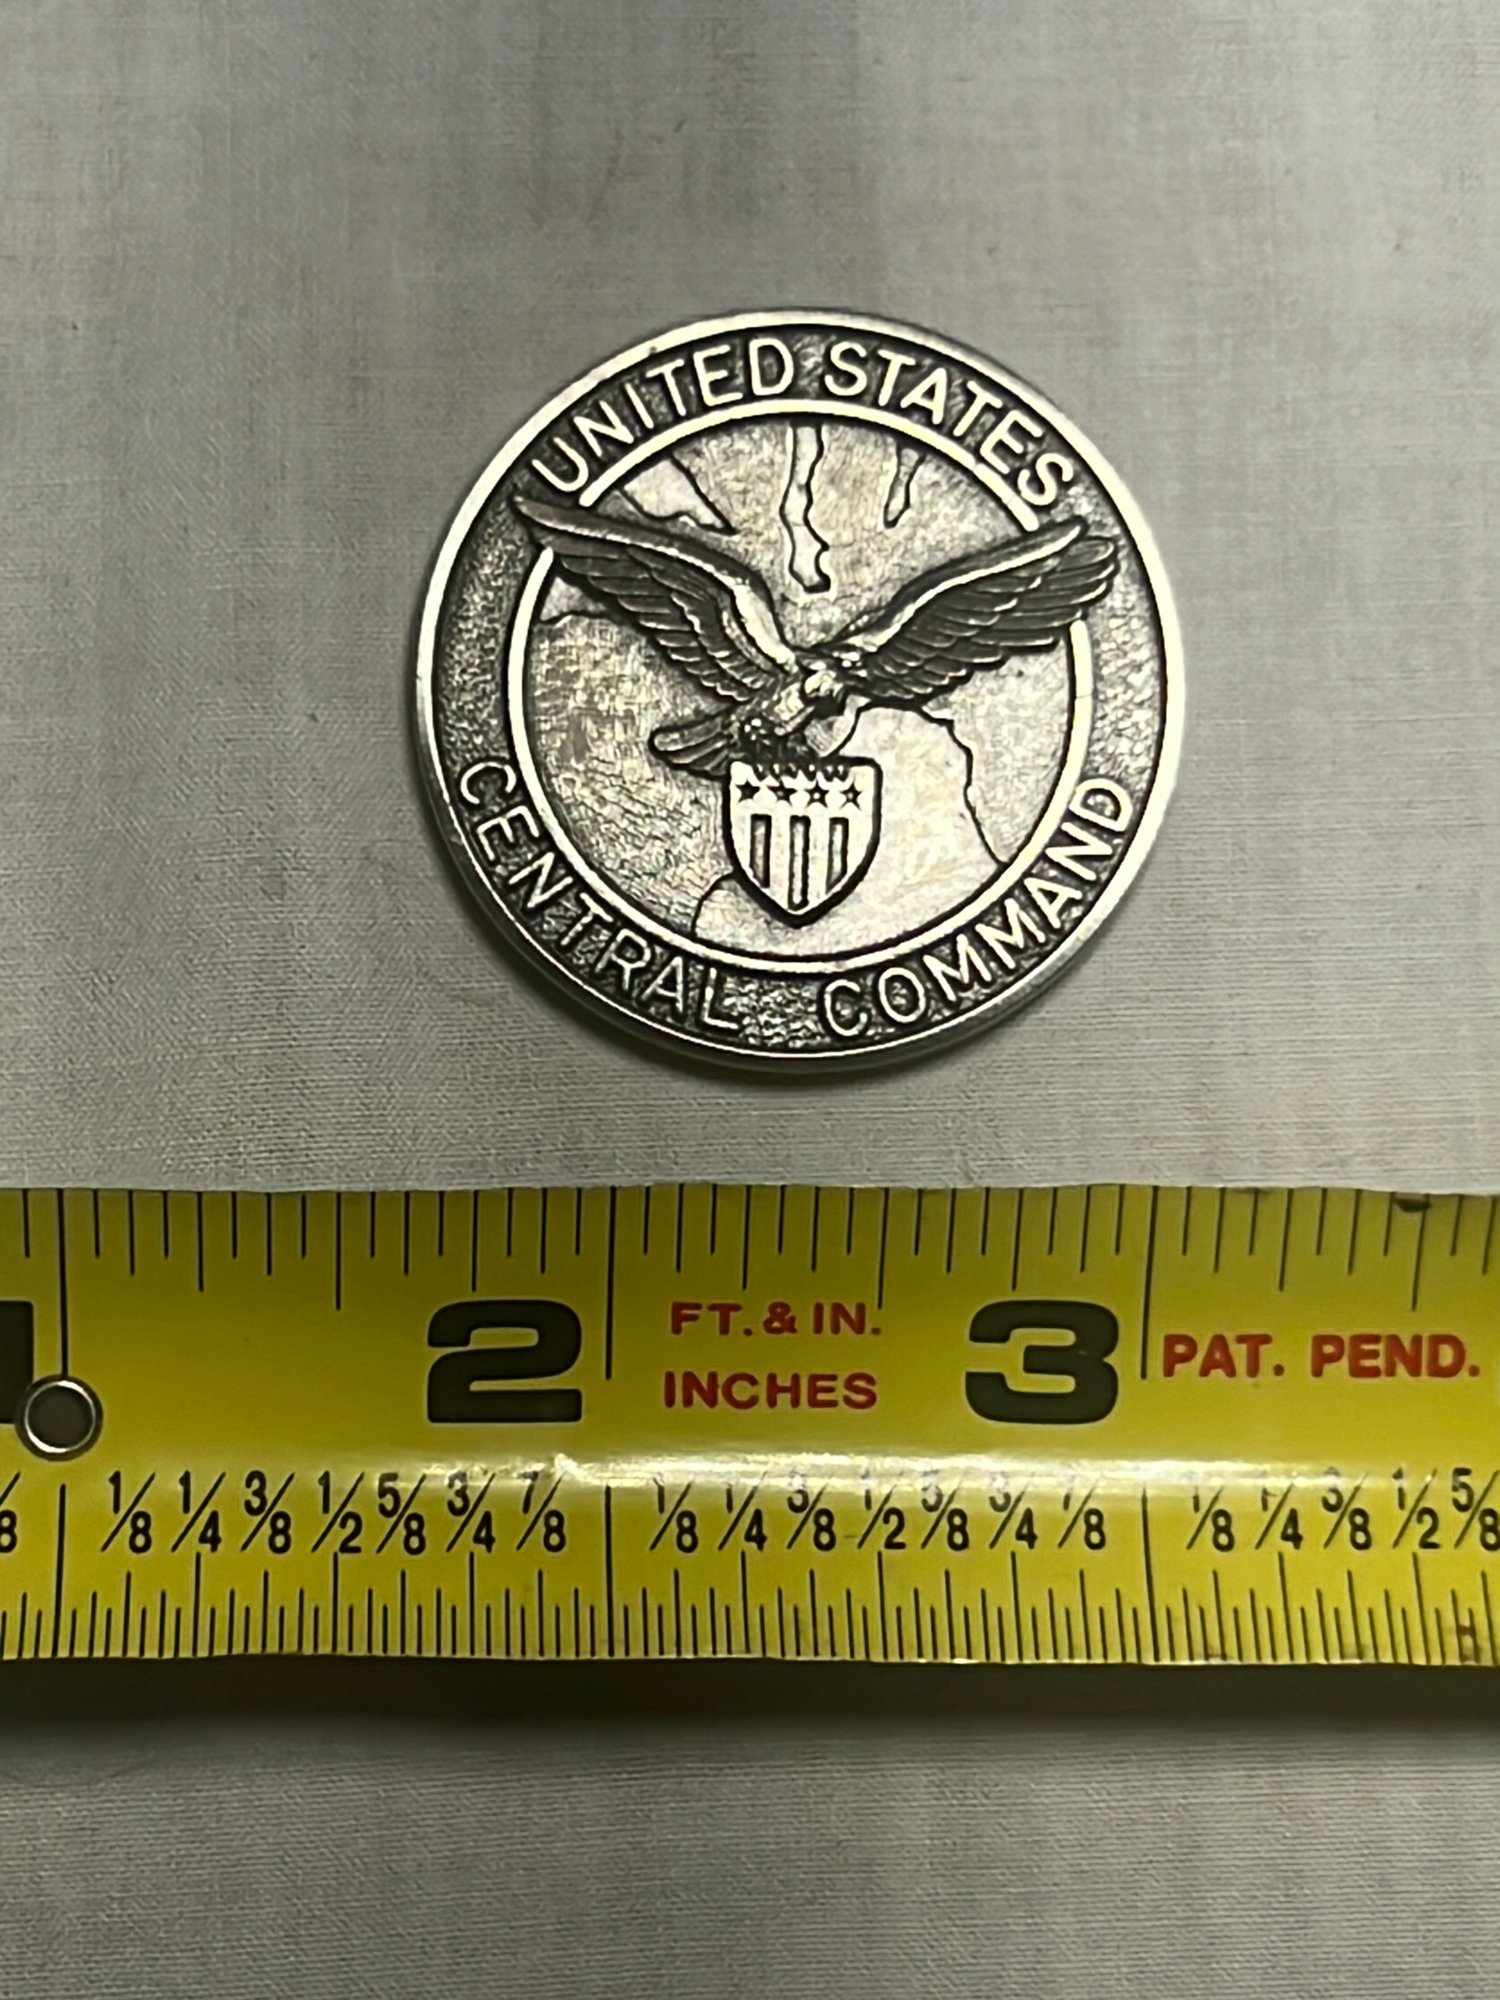 UNITED STATES
CENTRAL COMMAND
2 FT. & IN. 3 PAT. PEND.
INCHES
1/8 1/4 3/8 1/2 5/8 3/4 7/8 1/8 1/4 3/8 1/2 5/8 3/4 7/8 1/8 1/4 3/8 1/2 5/8